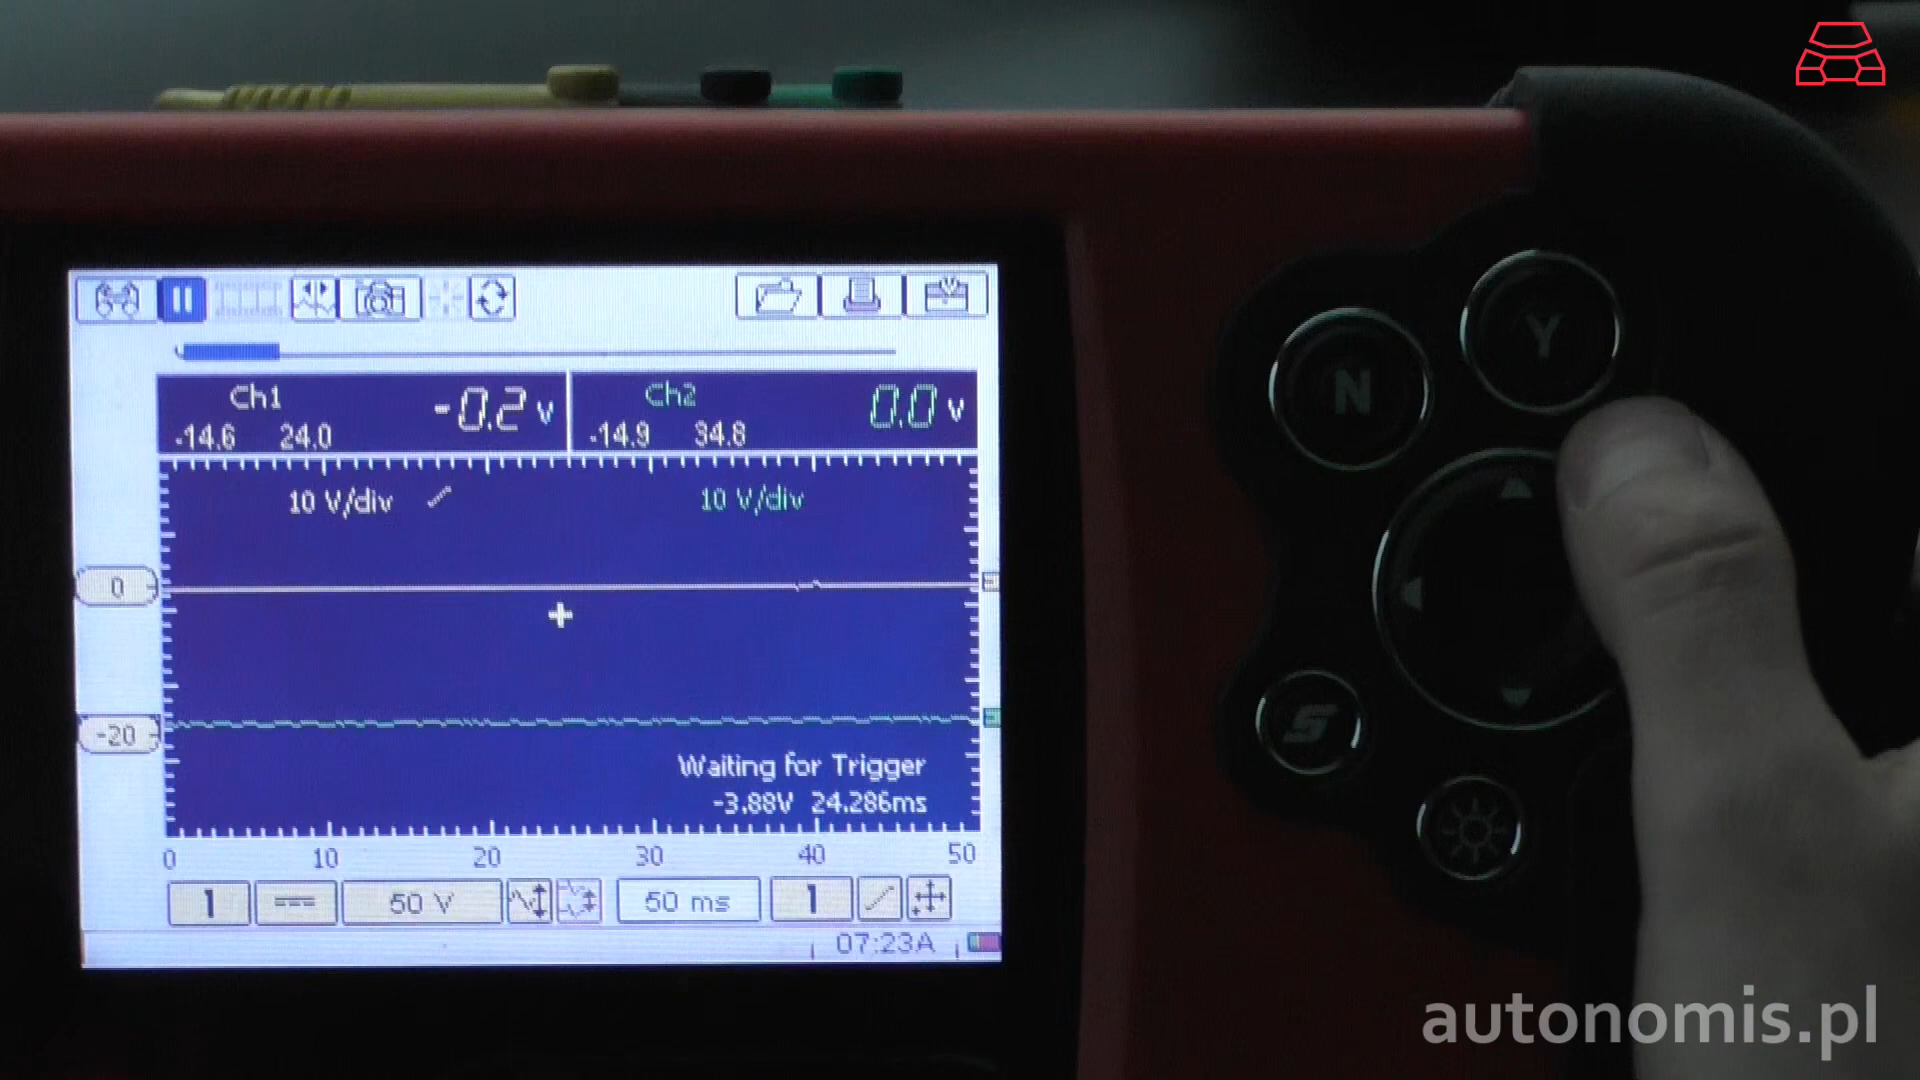 Ch1
-0.2 v
-14.6 24.0
Ch2
0.0 v
-14.9 34.8
10 V/div
10 V/div
0
-20
Waiting for Trigger
-3.88V 24.286ms
0 10 20 30 40 50
1
50 V
50 ms
1
07:23A
N
Y
S
autonomis.pl